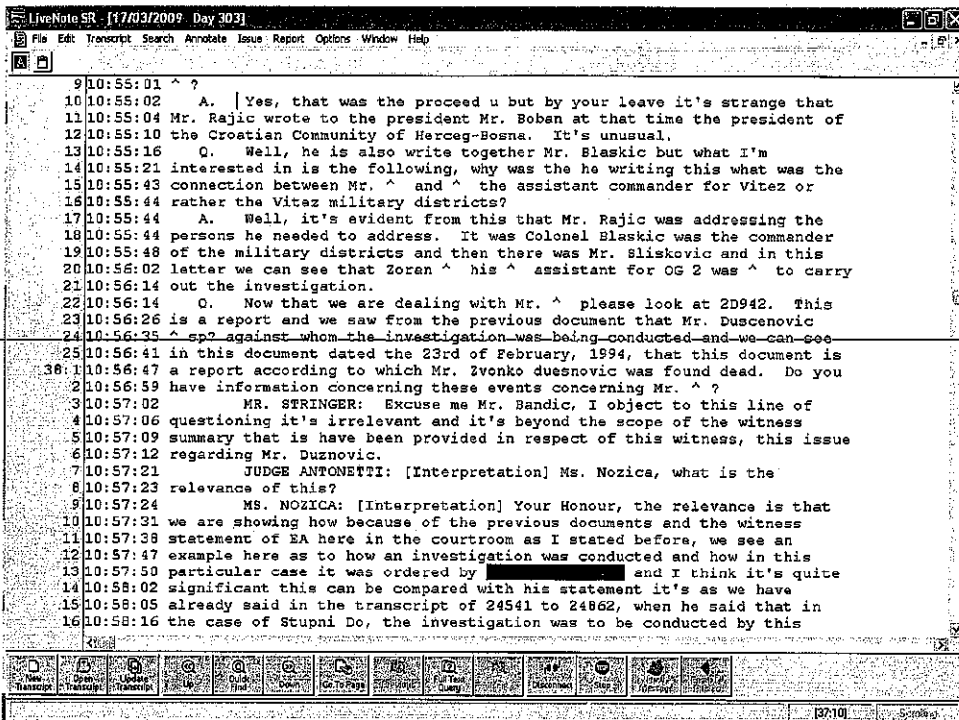 LiveNote SR - [17/03/2009 Day 303]
File Edit Transcript Search Annotate Issue Report Options Window Help
9 10:55:01 ^ ?
10 10:55:02 A. Yes, that was the proceed u but by your leave it's strange that
11 10:55:04 Mr. Rajic wrote to the president Mr. Boban at that time the president of
12 10:55:10 the Croatian Community of Herceg-Bosna. It's unusual.
13 10:55:16 Q. Well, he is also write together Mr. Blaskic but what I'm
14 10:55:21 interested in is the following, why was the he writing this what was the
15 10:55:43 connection between Mr. ^ and ^ the assistant commander for Vitez or
16 10:55:44 rather the Vitez military districts?
17 10:55:44 A. Well, it's evident from this that Mr. Rajic was addressing the
18 10:55:44 persons he needed to address. It was Colonel Blaskic was the commander
19 10:55:48 of the military districts and then there was Mr. Sliskovic and in this
20 10:56:02 letter we can see that Zoran ^ his ^ assistant for OG 2 was ^ to carry
21 10:56:14 out the investigation.
22 10:56:14 Q. Now that we are dealing with Mr. ^ please look at 2D942. This
23 10:56:26 is a report and we saw from the previous document that Mr. Duscenovic
24 10:56:35 ^ sp? against whom the investigation was being conducted and we can see
25 10:56:41 in this document dated the 23rd of February, 1994, that this document is
38:1 10:56:47 a report according to which Mr. Zvonko duesnovic was found dead. Do you
2 10:56:59 have information concerning these events concerning Mr. ^ ?
3 10:57:02 MR. STRINGER: Excuse me Mr. Bandic, I object to this line of
4 10:57:06 questioning it's irrelevant and it's beyond the scope of the witness
5 10:57:09 summary that is have been provided in respect of this witness, this issue
6 10:57:12 regarding Mr. Duznovic.
7 10:57:21 JUDGE ANTONETTI: [Interpretation] Ms. Nozica, what is the
8 10:57:23 relevance of this?
9 10:57:24 MS. NOZICA: [Interpretation] Your Honour, the relevance is that
10 10:57:31 we are showing how because of the previous documents and the witness
11 10:57:38 statement of EA here in the courtroom as I stated before, we see an
12 10:57:47 example here as to how an investigation was conducted and how in this
13 10:57:50 particular case it was ordered by and I think it's quite
14 10:58:02 significant this can be compared with his statement it's as we have
15 10:58:05 already said in the transcript of 24541 to 24862, when he said that in
16 10:58:16 the case of Stupni Do, the investigation was to be conducted by this
New Transcript Open Transcript Update Transcript Up Quick Find Down Go To Page Full Text Query Disconnect
[37:10]